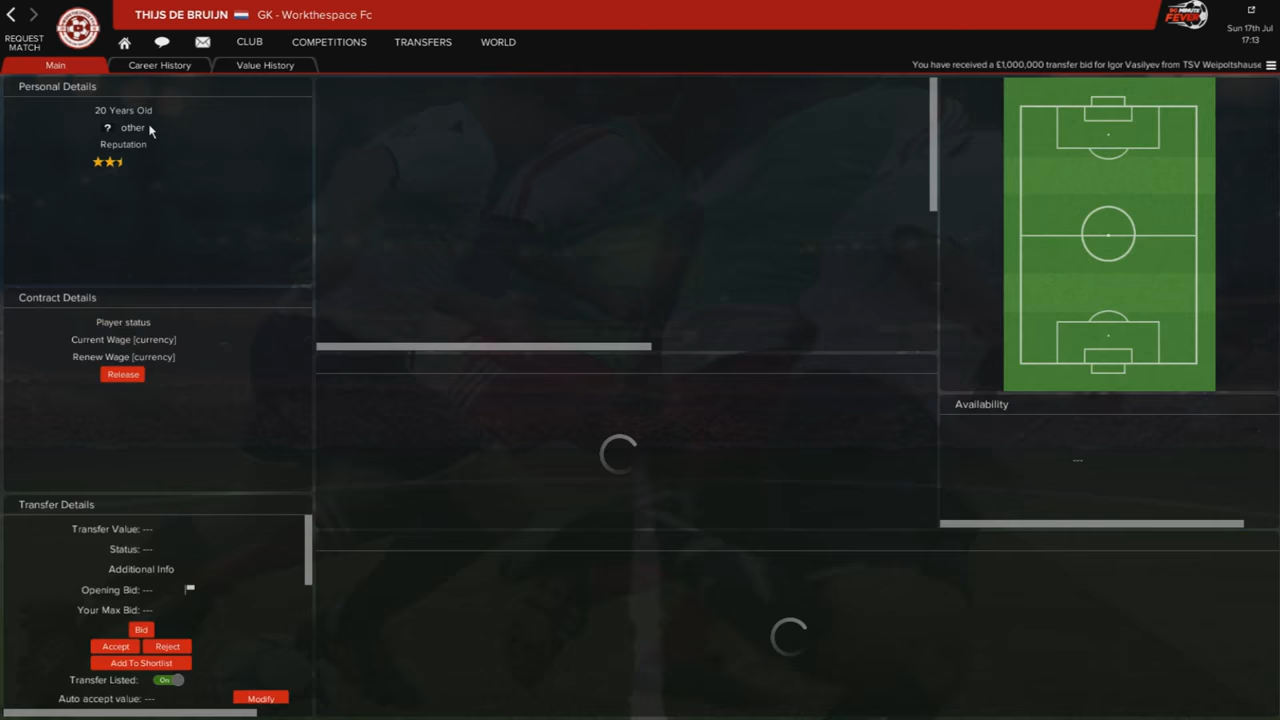 THIJS DE BRUIJN GK - Workthespace Fc
90 MINUTE FEVER
REQUEST MATCH
CLUB COMPETITIONS TRANSFERS WORLD
Sun 17th Jul
17:13
Main Career History Value History
You have received a £1,000,000 transfer bid for Igor Vasilyev from TSV Weipoltshause
Personal Details
20 Years Old
? other
Reputation
Contract Details
Player status
Current Wage [currency]
Renew Wage [currency]
Release
Availability
---
Transfer Details
Transfer Value: ---
Status: ---
Additional Info
Opening Bid: ---
Your Max Bid: ---
Bid
Accept Reject
Add To Shortlist
Transfer Listed: On
Auto accept value: --- Modify